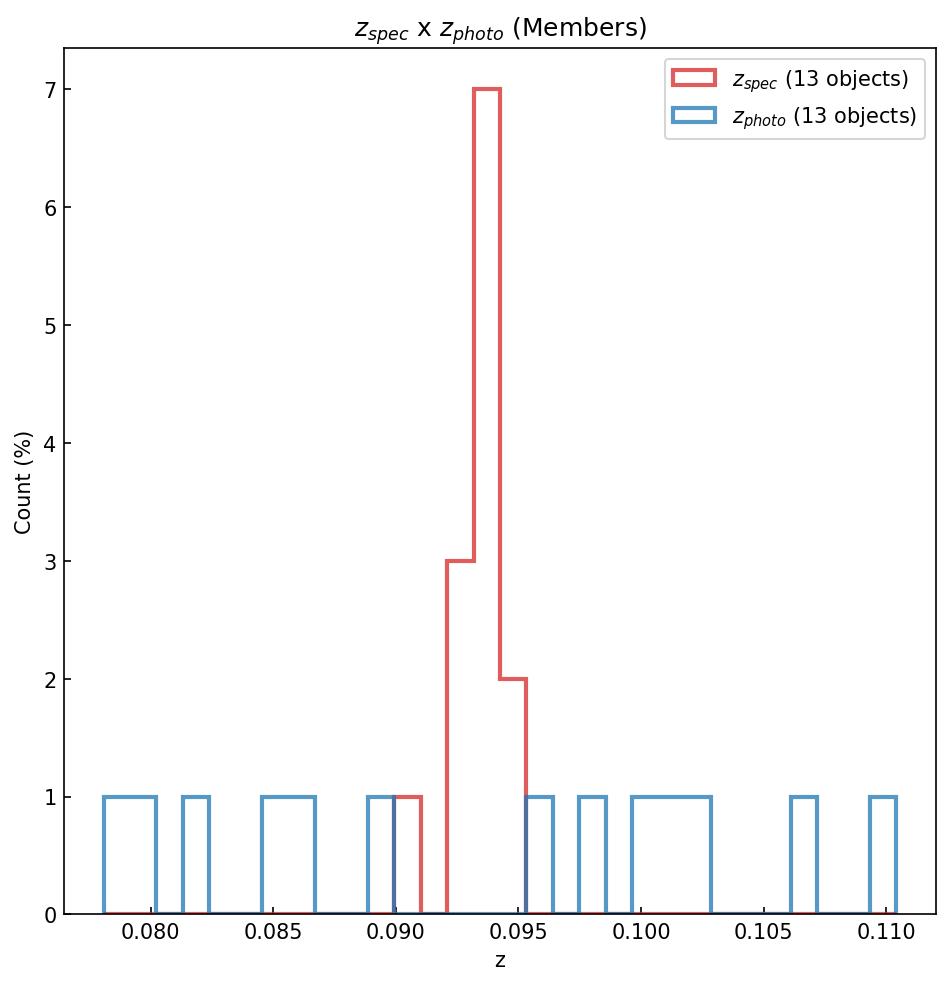 z_spec x z_photo (Members)
z_spec (13 objects)
z_photo (13 objects)
Count (%)
7
6
5
4
3
2
1
0
0.080 0.085 0.090 0.095 0.100 0.105 0.110
z